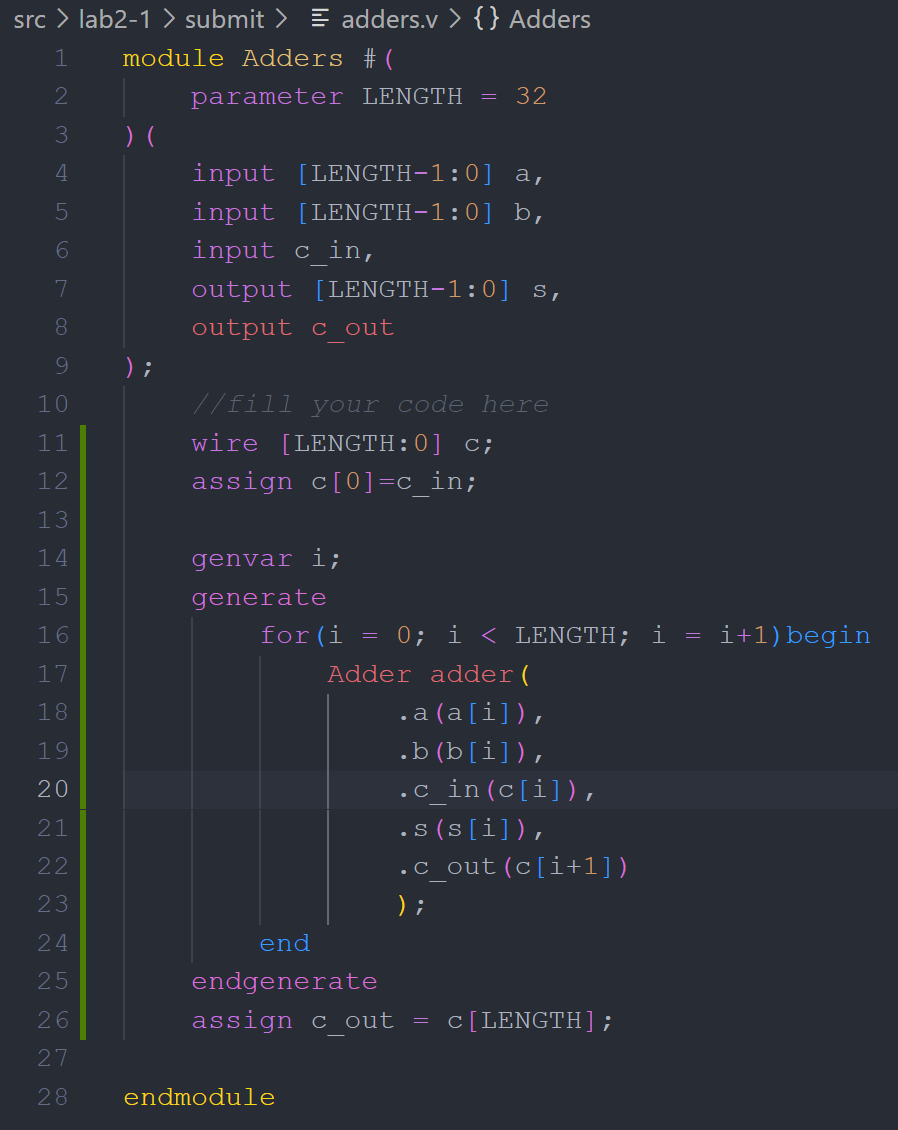 src > lab2-1 > submit > adders.v > {} Adders
1 module Adders #(
2     parameter LENGTH = 32
3 )(
4     input [LENGTH-1:0] a,
5     input [LENGTH-1:0] b,
6     input c_in,
7     output [LENGTH-1:0] s,
8     output c_out
9 );
10     //fill your code here
11     wire [LENGTH:0] c;
12     assign c[0]=c_in;
13
14     genvar i;
15     generate
16         for(i = 0; i < LENGTH; i = i+1)begin
17             Adder adder(
18                 .a(a[i]),
19                 .b(b[i]),
20                 .c_in(c[i]),
21                 .s(s[i]),
22                 .c_out(c[i+1])
23                 );
24         end
25     endgenerate
26     assign c_out = c[LENGTH];
27
28 endmodule